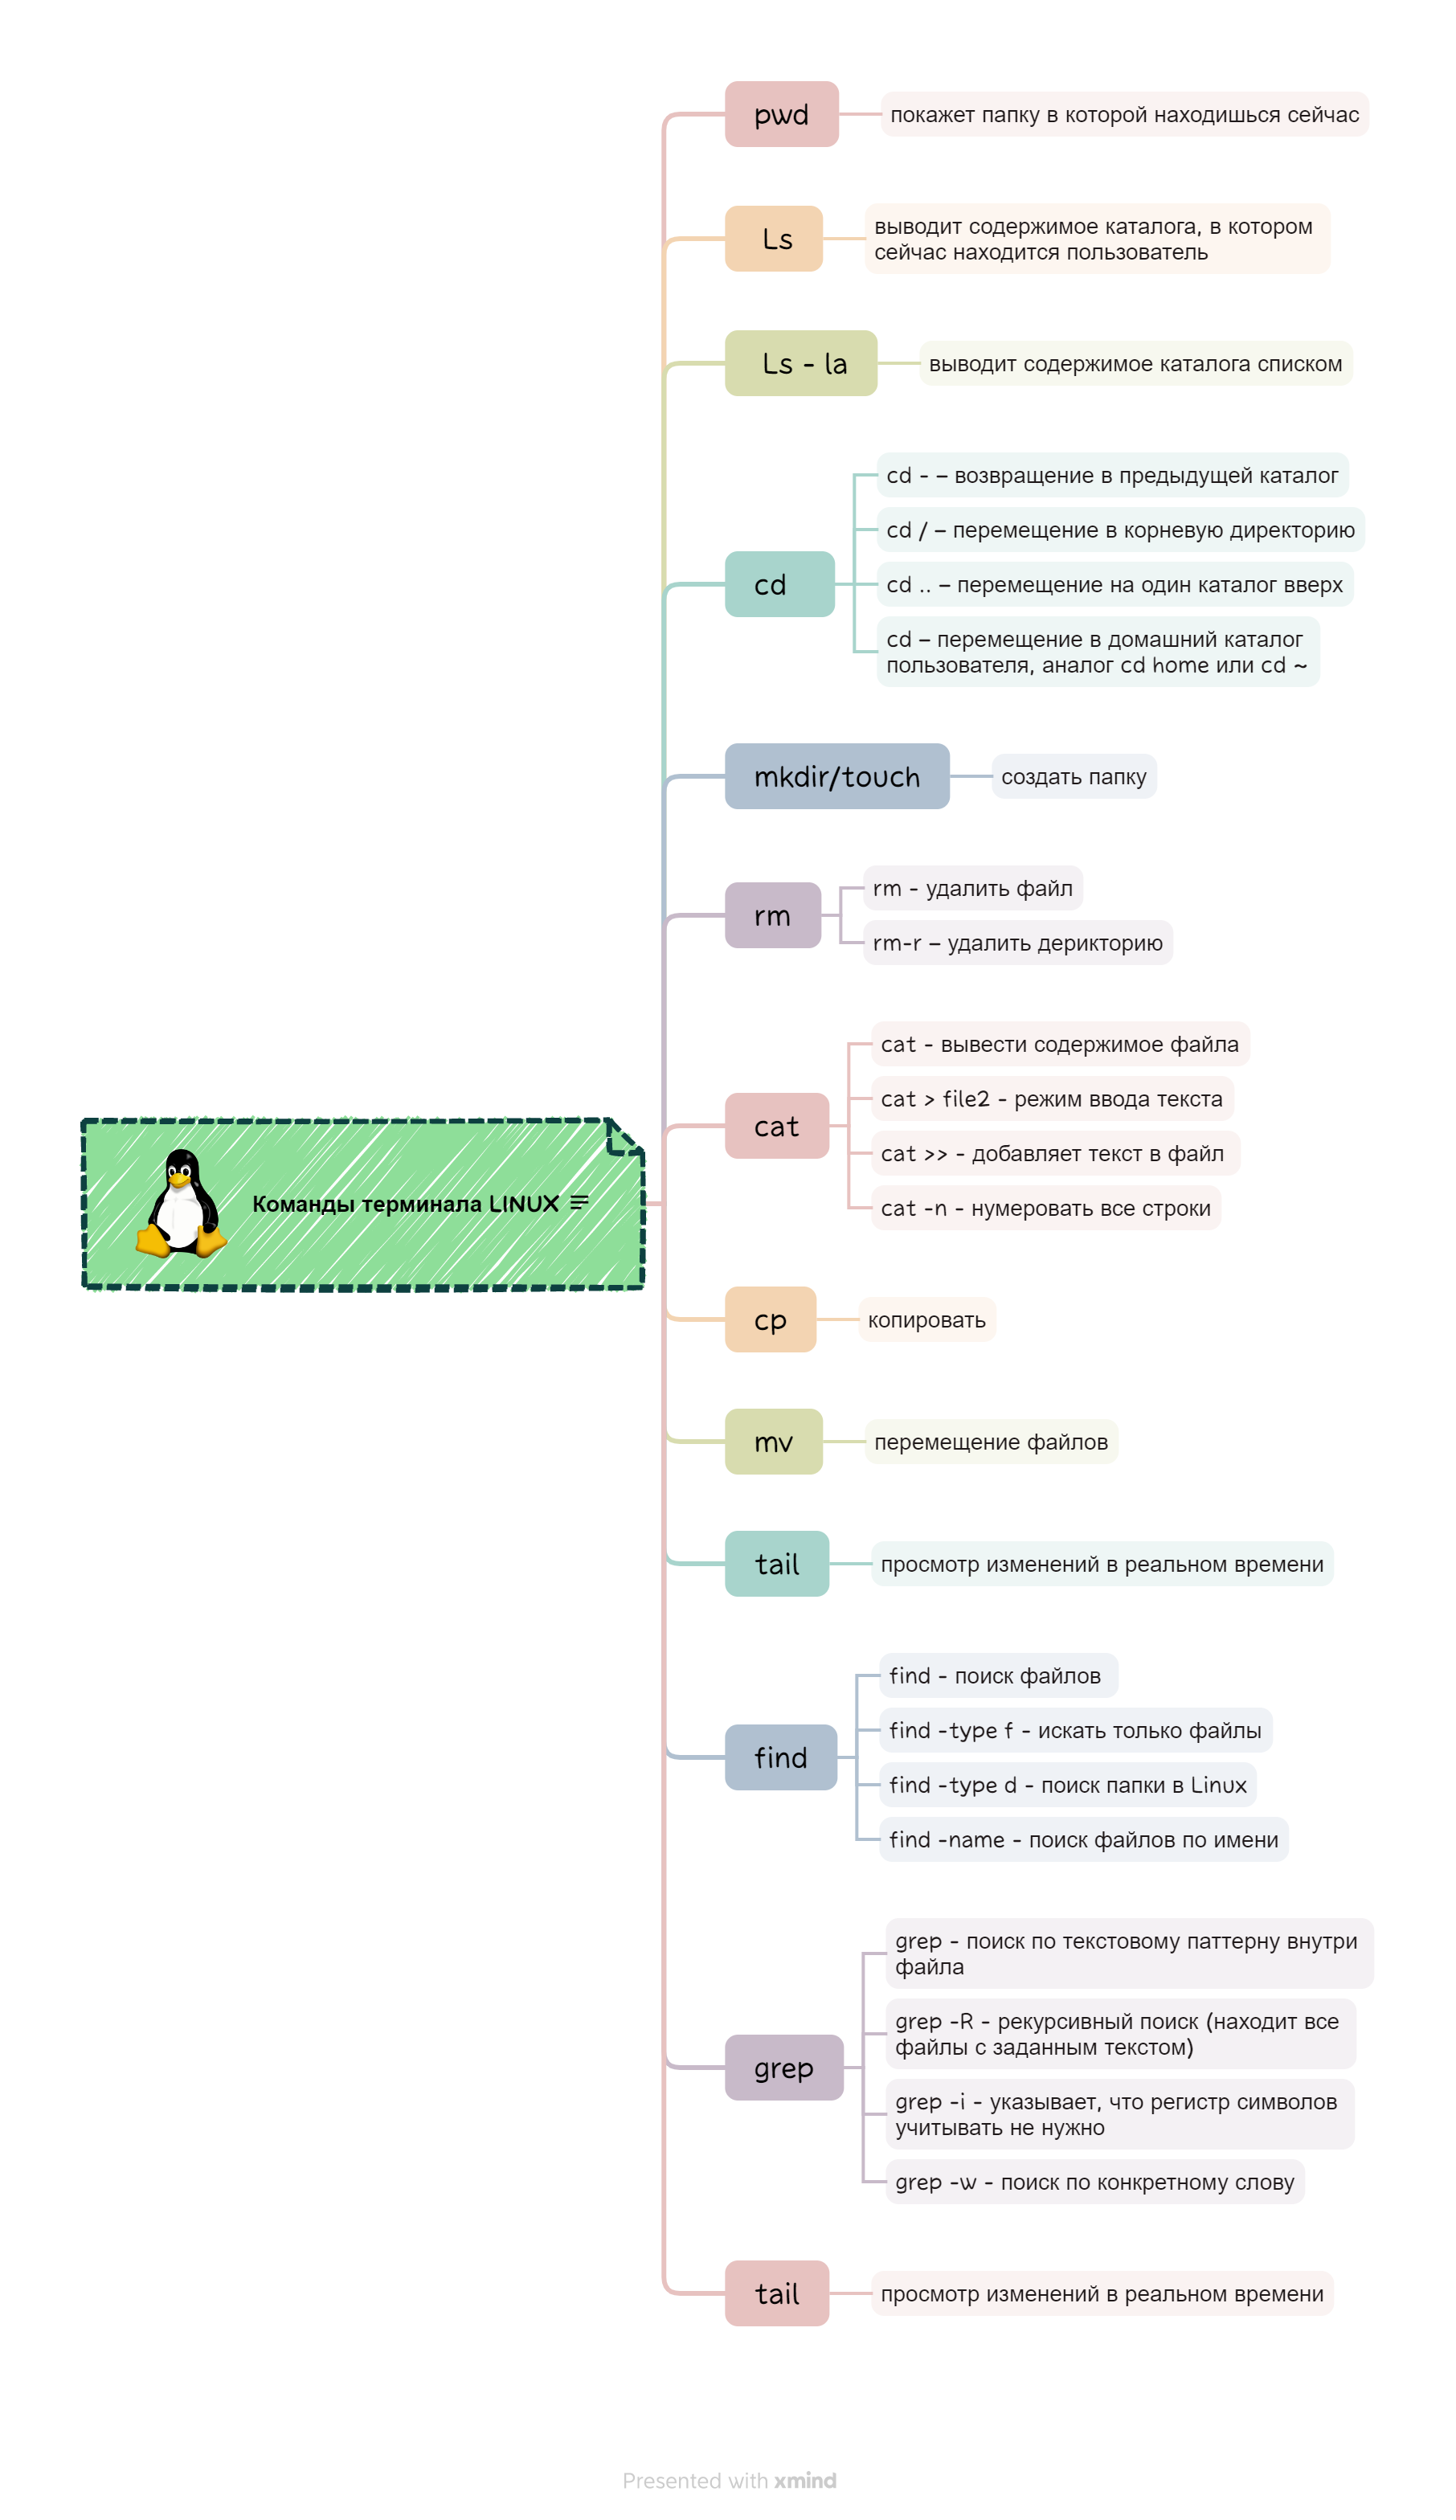 pwd
покажет папку в которой находишься сейчас
Ls
выводит содержимое каталога, в котором
сейчас находится пользователь
Ls - la
выводит содержимое каталога списком
cd
cd - – возвращение в предыдущей каталог
cd / – перемещение в корневую директорию
cd .. – перемещение на один каталог вверх
cd – перемещение в домашний каталог
пользователя, аналог cd home или cd ~
mkdir/touch
создать папку
rm
rm - удалить файл
rm-r – удалить дерикторию
Команды терминала LINUX
cat
cat - вывести содержимое файла
cat > file2 - режим ввода текста
cat >> - добавляет текст в файл
cat -n - нумеровать все строки
cp
копировать
mv
перемещение файлов
tail
просмотр изменений в реальном времени
find
find - поиск файлов
find -type f - искать только файлы
find -type d - поиск папки в Linux
find -name - поиск файлов по имени
grep
grep - поиск по текстовому паттерну внутри
файла
grep -R - рекурсивный поиск (находит все
файлы с заданным текстом)
grep -i - указывает, что регистр символов
учитывать не нужно
grep -w - поиск по конкретному слову
tail
просмотр изменений в реальном времени
Presented with xmind